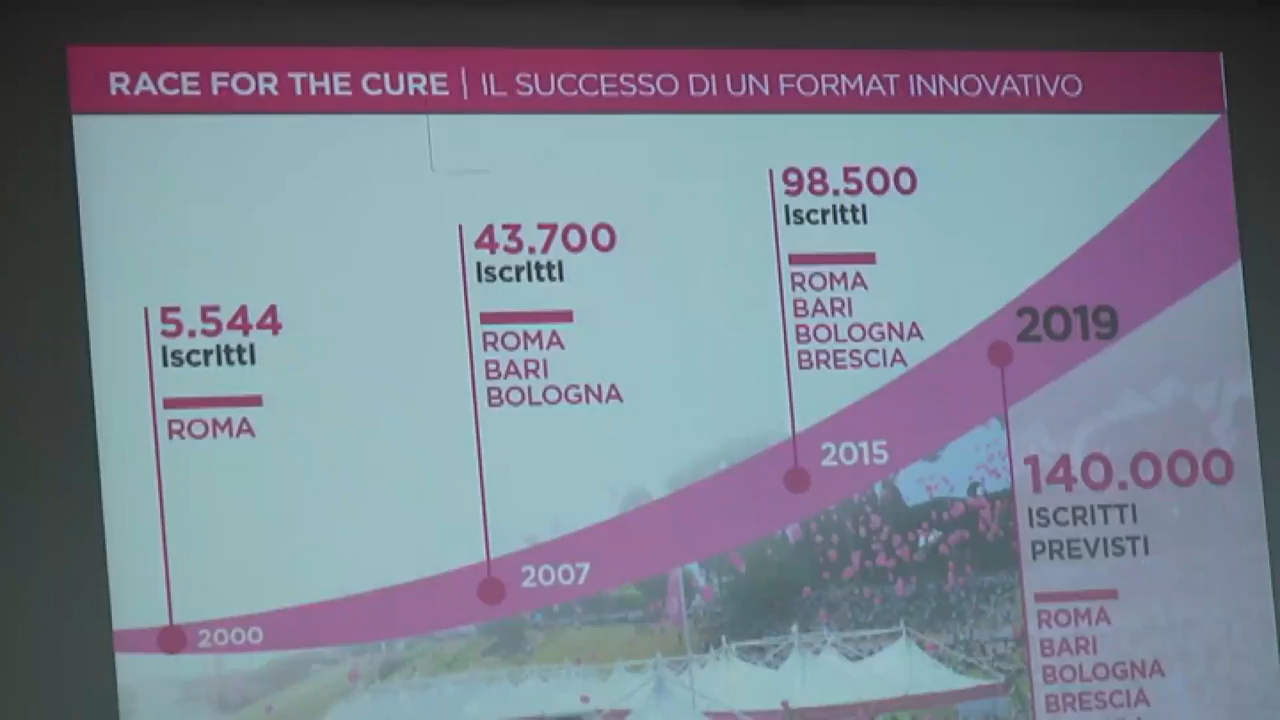 RACE FOR THE CURE | IL SUCCESSO DI UN FORMAT INNOVATIVO
5.544
Iscritti
ROMA
2000
43.700
Iscritti
ROMA
BARI
BOLOGNA
2007
98.500
Iscritti
ROMA
BARI
BOLOGNA
BRESCIA
2015
2019
140.000
ISCRITTI
PREVISTI
ROMA
BARI
BOLOGNA
BRESCIA